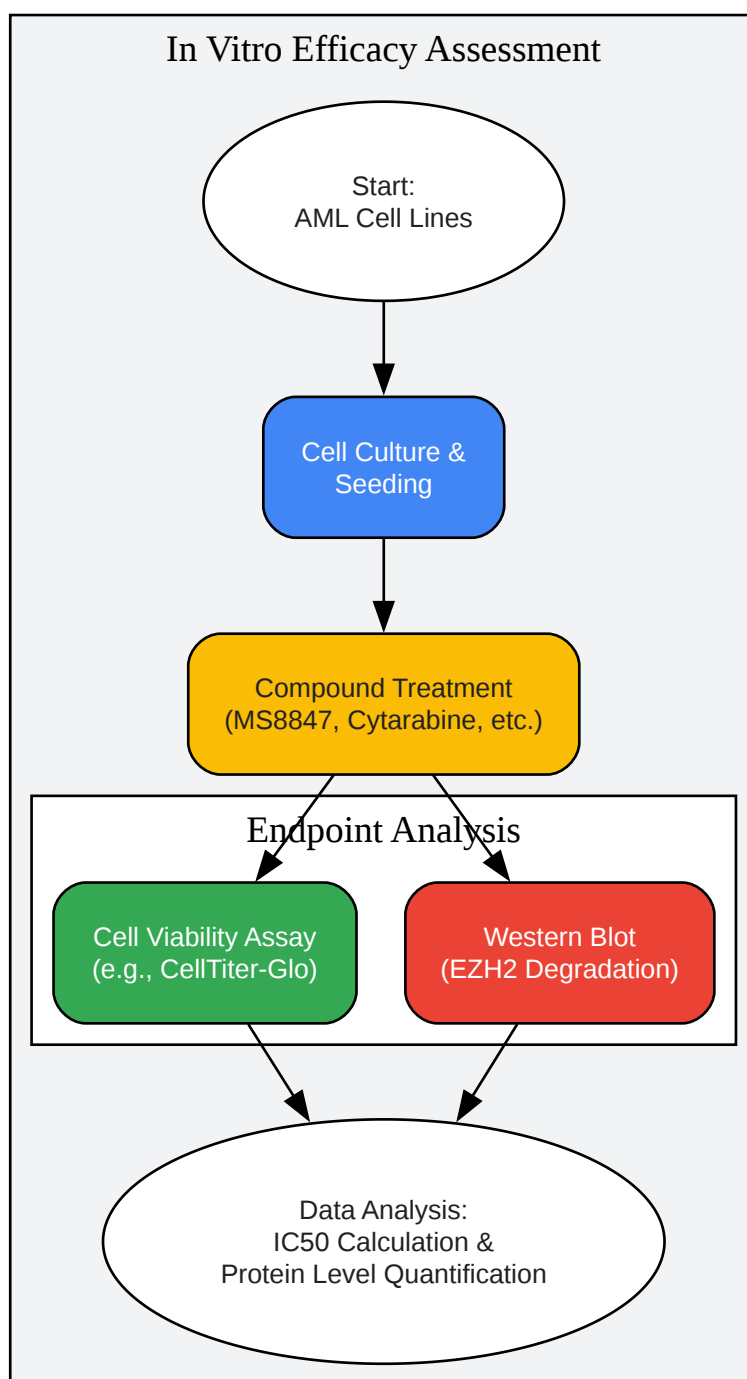 In Vitro Efficacy Assessment
Start:
AML Cell Lines
Cell Culture &
Seeding
Compound Treatment
(MS8847, Cytarabine, etc.)
Endpoint Analysis
Cell Viability Assay
(e.g., CellTiter-Glo)
Western Blot
(EZH2 Degradation)
Data Analysis:
IC50 Calculation &
Protein Level Quantification